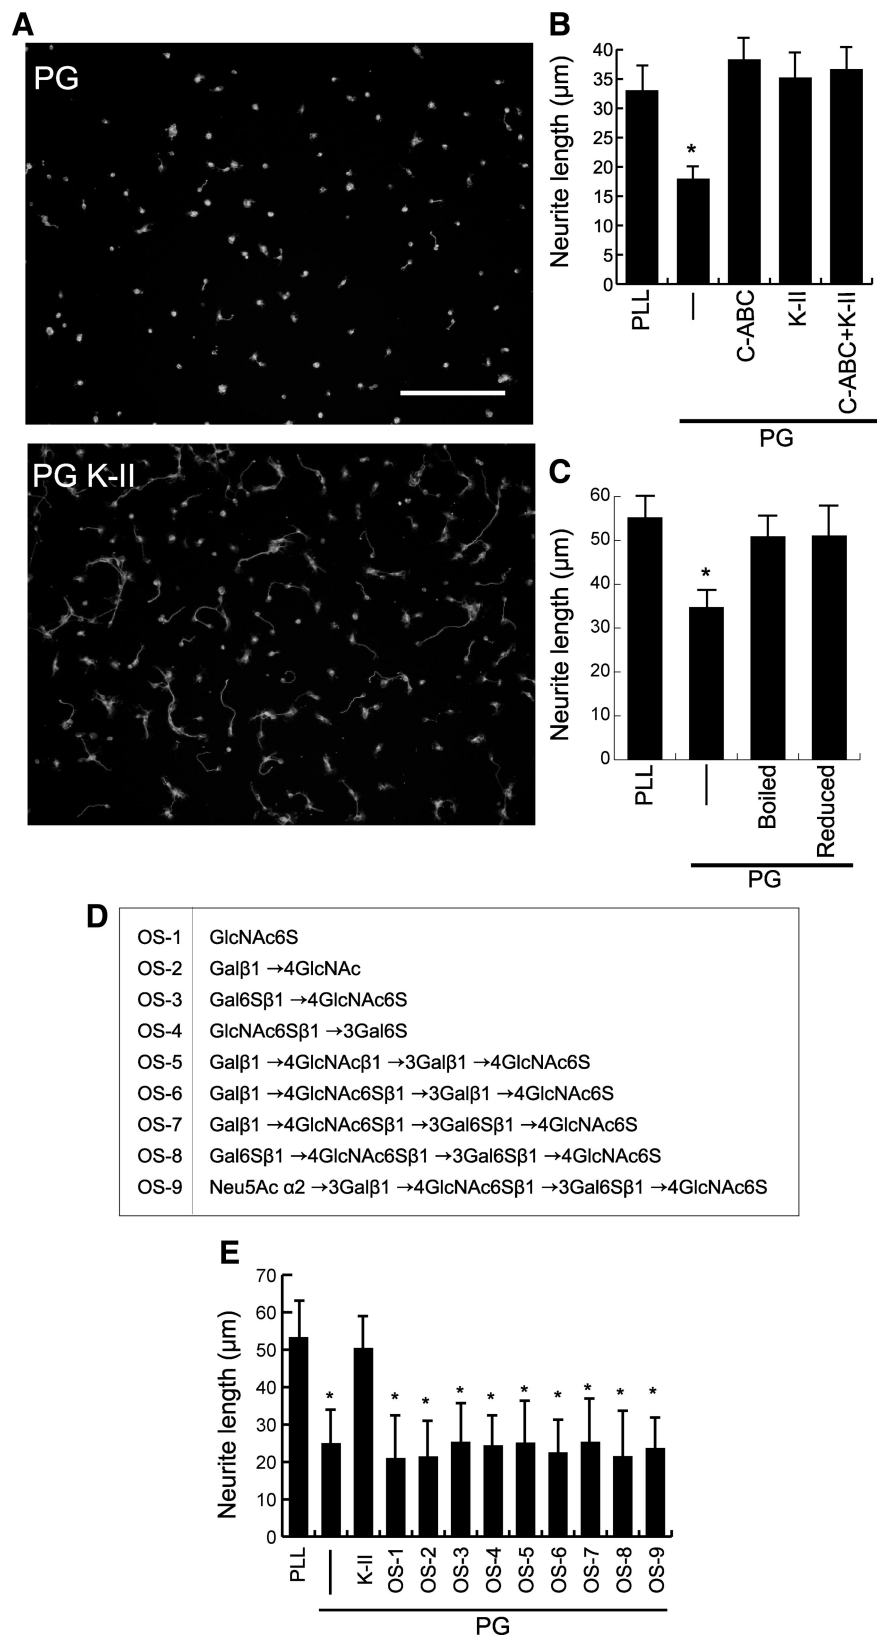 A
PG
PG K-II
B
Neurite length (μm)
40
35
30
25
20
15
10
5
0
*
PLL
—
C-ABC
K-II
C-ABC+K-II
PG
C
Neurite length (μm)
60
50
40
30
20
10
0
*
PLL
—
Boiled
Reduced
PG
D
OS-1 GlcNAc6S
OS-2 Galβ1 →4GlcNAc
OS-3 Gal6Sβ1 →4GlcNAc6S
OS-4 GlcNAc6Sβ1 →3Gal6S
OS-5 Galβ1 →4GlcNAcβ1 →3Galβ1 →4GlcNAc6S
OS-6 Galβ1 →4GlcNAc6Sβ1 →3Galβ1 →4GlcNAc6S
OS-7 Galβ1 →4GlcNAc6Sβ1 →3Gal6Sβ1 →4GlcNAc6S
OS-8 Gal6Sβ1 →4GlcNAc6Sβ1 →3Gal6Sβ1 →4GlcNAc6S
OS-9 Neu5Ac α2 →3Galβ1 →4GlcNAc6Sβ1 →3Gal6Sβ1 →4GlcNAc6S
E
Neurite length (μm)
70
60
50
40
30
20
10
0
* * * * * * * * * *
PLL
—
K-II
OS-1
OS-2
OS-3
OS-4
OS-5
OS-6
OS-7
OS-8
OS-9
PG